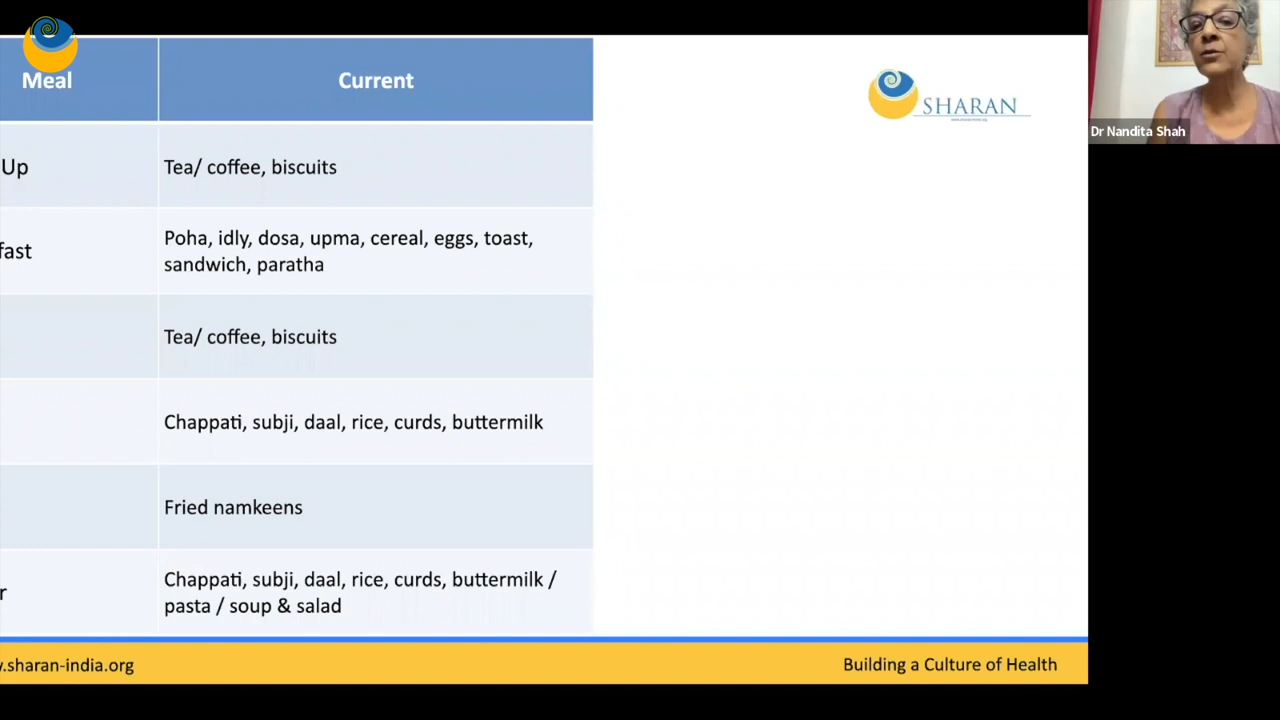 Meal Current
SHARAN
Dr Nandita Shah
Up Tea/ coffee, biscuits
fast Poha, idly, dosa, upma, cereal, eggs, toast,
sandwich, paratha
Tea/ coffee, biscuits
Chappati, subji, daal, rice, curds, buttermilk
Fried namkeens
r Chappati, subji, daal, rice, curds, buttermilk /
pasta / soup & salad
.sharan-india.org Building a Culture of Health